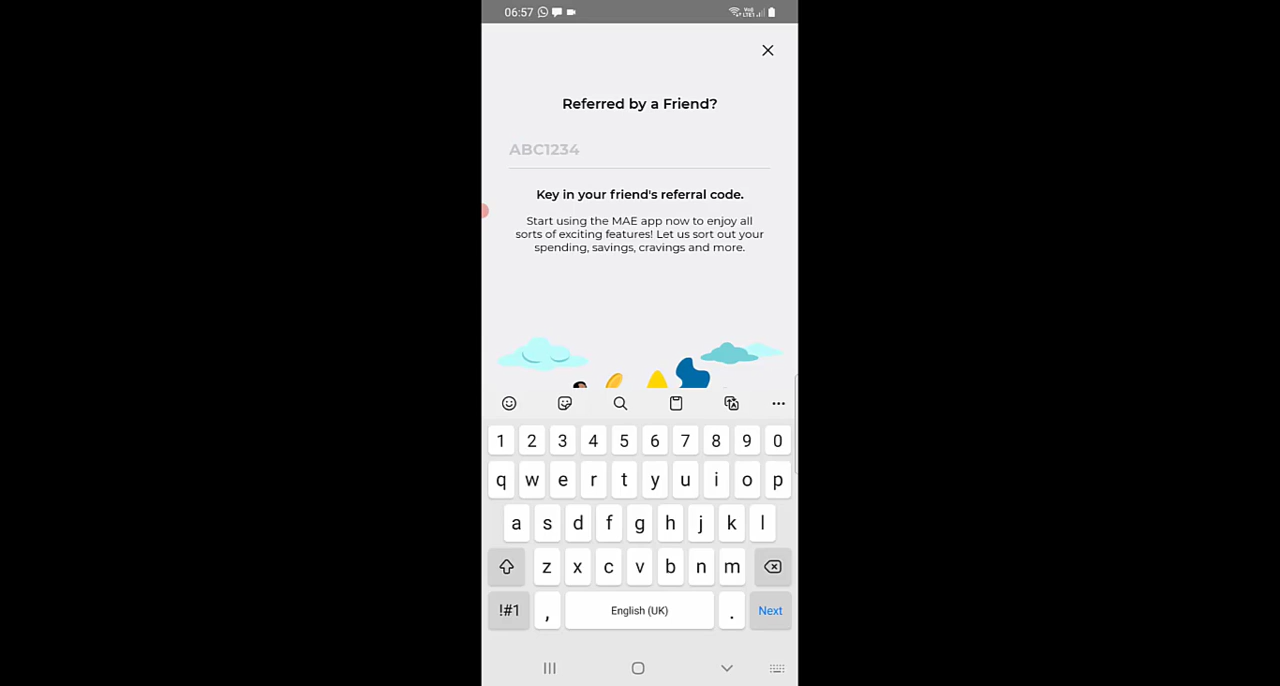 06:57
Vo)) LTE1
Referred by a Friend?
ABC1234
Key in your friend's referral code.
Start using the MAE app now to enjoy all
sorts of exciting features! Let us sort out your
spending, savings, cravings and more.
1 2 3 4 5 6 7 8 9 0
q w e r t y u i o p
a s d f g h j k l
z x c v b n m
!#1 , English (UK) . Next